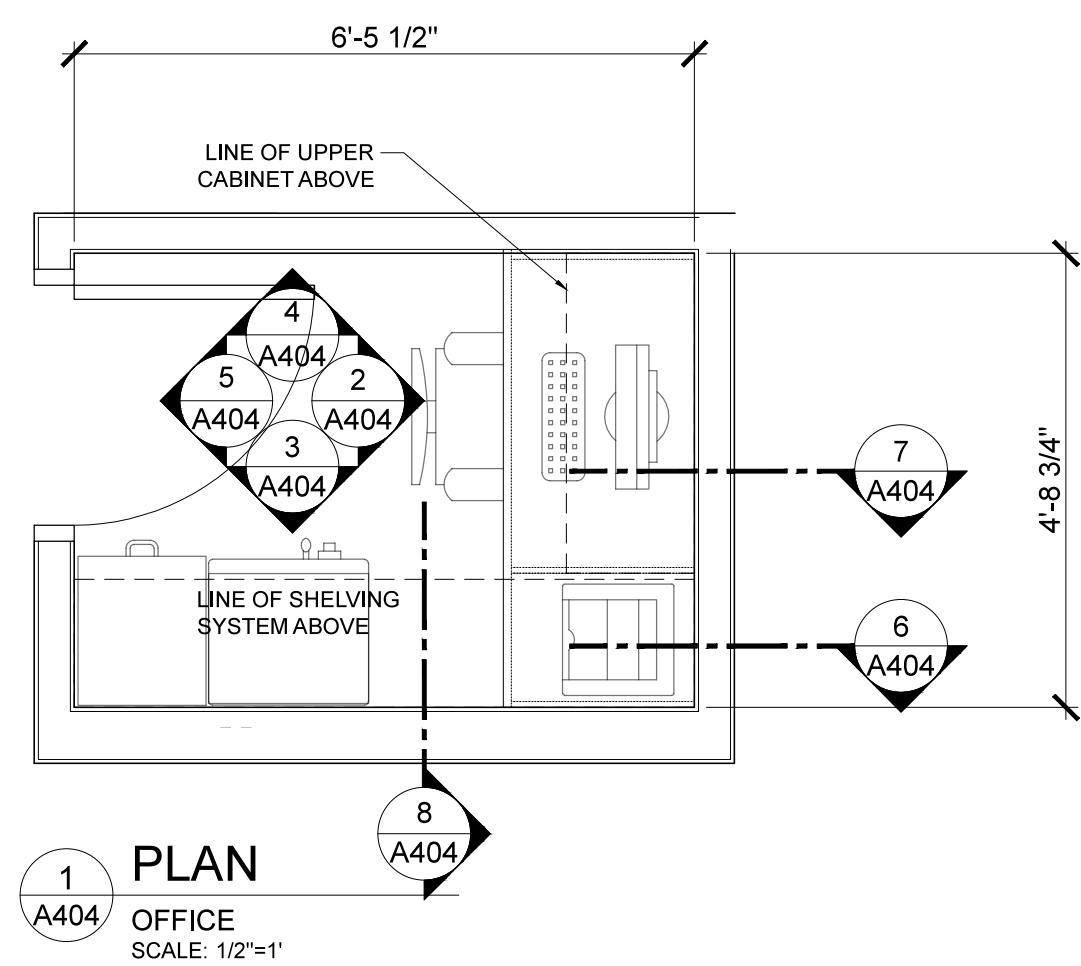 6'-5 1/2"
LINE OF UPPER
CABINET ABOVE
4
A404
5
A404
2
A404
3
A404
7
A404
4'-8 3/4"
LINE OF SHELVING
SYSTEM ABOVE
6
A404
8
A404
1
A404
PLAN
OFFICE
SCALE: 1/2"=1'